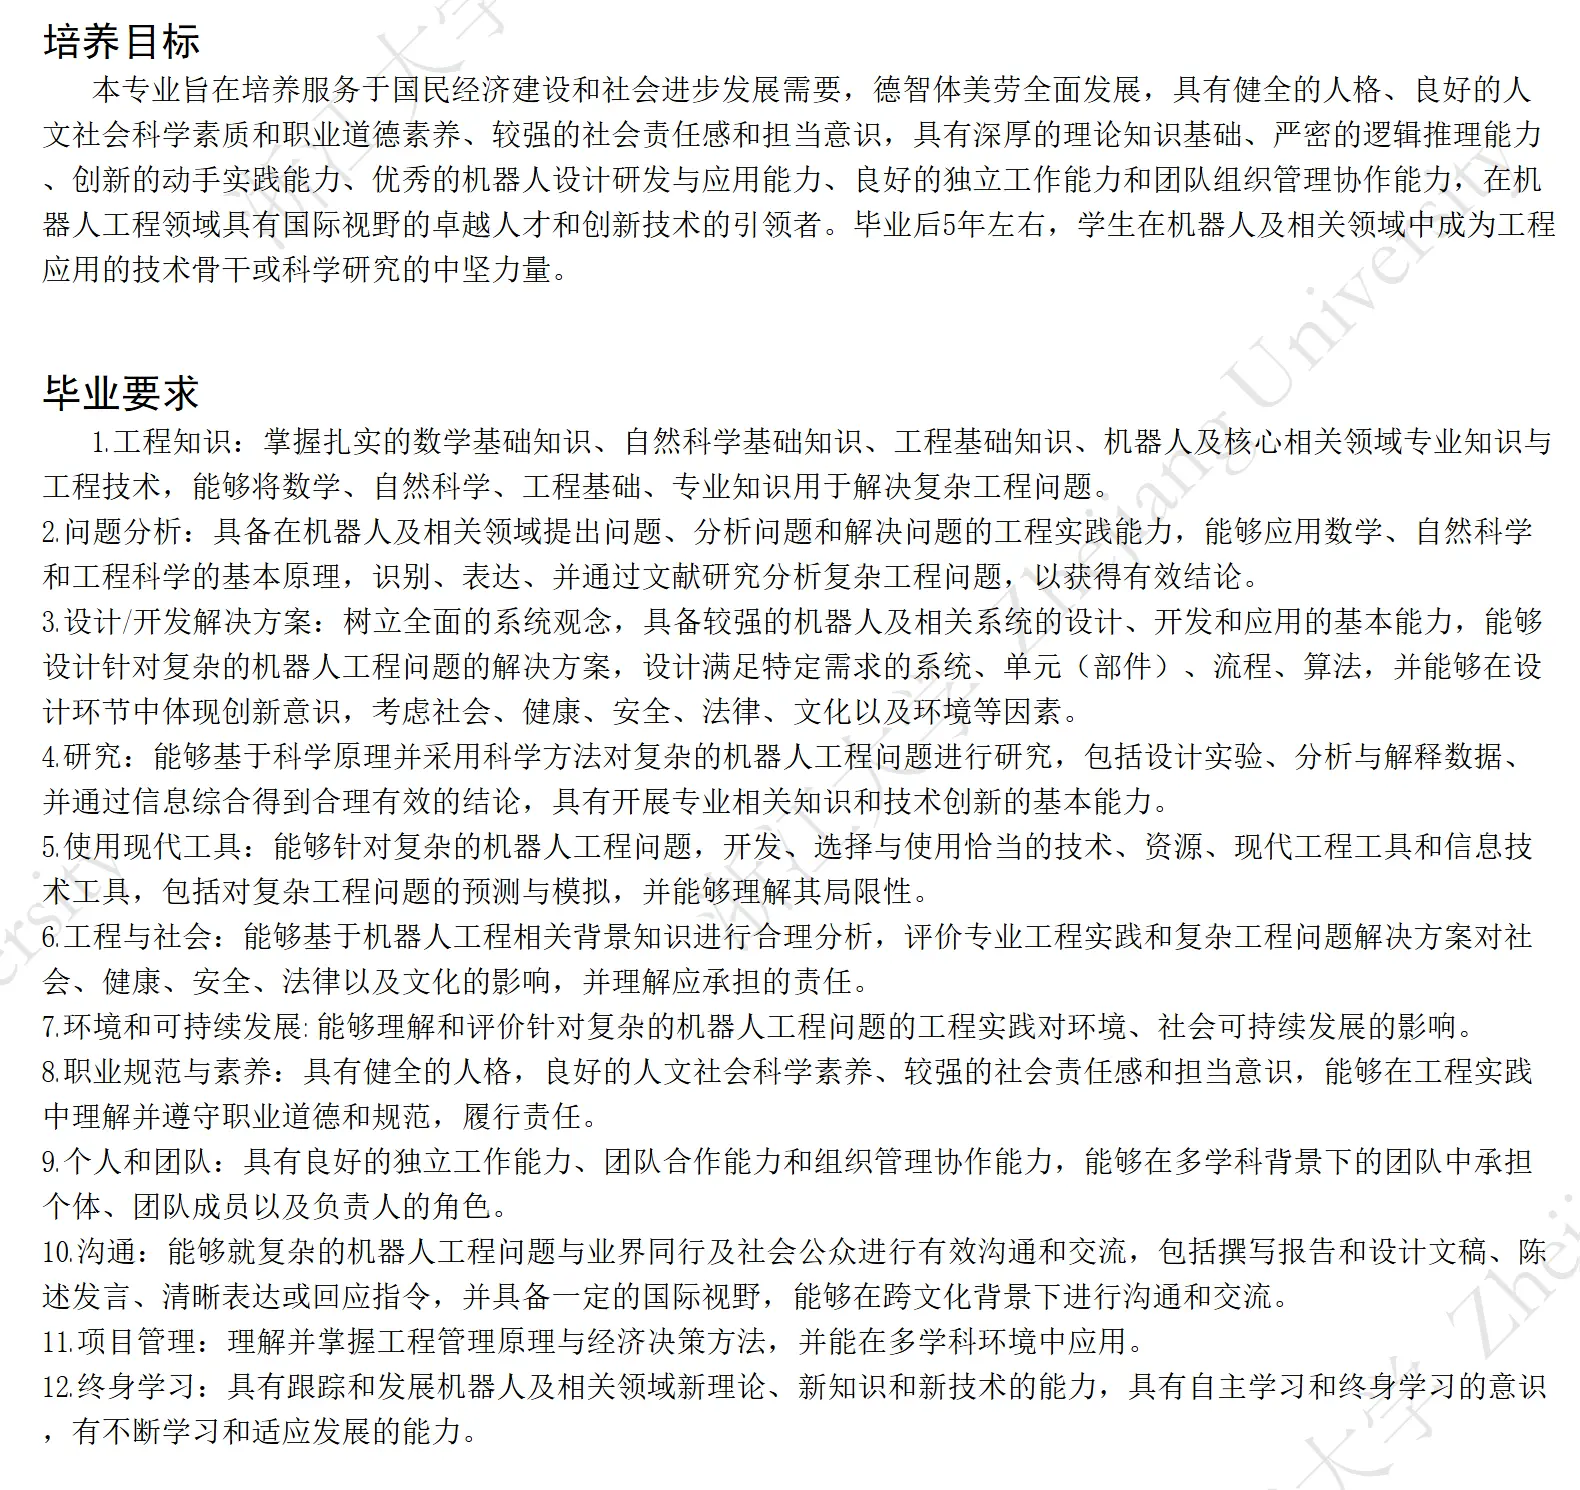 培养目标
本专业旨在培养服务于国民经济建设和社会进步发展需要，德智体美劳全面发展，具有健全的人格、良好的人
文社会科学素质和职业道德素养、较强的社会责任感和担当意识，具有深厚的理论知识基础、严密的逻辑推理能力
、创新的动手实践能力、优秀的机器人设计研发与应用能力、良好的独立工作能力和团队组织管理协作能力，在机
器人工程领域具有国际视野的卓越人才和创新技术的引领者。毕业后5年左右，学生在机器人及相关领域中成为工程
应用的技术骨干或科学研究的中坚力量。
毕业要求
1.工程知识：掌握扎实的数学基础知识、自然科学基础知识、工程基础知识、机器人及核心相关领域专业知识与
工程技术，能够将数学、自然科学、工程基础、专业知识用于解决复杂工程问题。
2.问题分析：具备在机器人及相关领域提出问题、分析问题和解决问题的工程实践能力，能够应用数学、自然科学
和工程科学的基本原理，识别、表达、并通过文献研究分析复杂工程问题，以获得有效结论。
3.设计/开发解决方案：树立全面的系统观念，具备较强的机器人及相关系统的设计、开发和应用的基本能力，能够
设计针对复杂的机器人工程问题的解决方案，设计满足特定需求的系统、单元（部件）、流程、算法，并能够在设
计环节中体现创新意识，考虑社会、健康、安全、法律、文化以及环境等因素。
4.研究：能够基于科学原理并采用科学方法对复杂的机器人工程问题进行研究，包括设计实验、分析与解释数据、
并通过信息综合得到合理有效的结论，具有开展专业相关知识和技术创新的基本能力。
5.使用现代工具：能够针对复杂的机器人工程问题，开发、选择与使用恰当的技术、资源、现代工程工具和信息技
术工具，包括对复杂工程问题的预测与模拟，并能够理解其局限性。
6.工程与社会：能够基于机器人工程相关背景知识进行合理分析，评价专业工程实践和复杂工程问题解决方案对社
会、健康、安全、法律以及文化的影响，并理解应承担的责任。
7.环境和可持续发展:能够理解和评价针对复杂的机器人工程问题的工程实践对环境、社会可持续发展的影响。
8.职业规范与素养：具有健全的人格，良好的人文社会科学素养、较强的社会责任感和担当意识，能够在工程实践
中理解并遵守职业道德和规范，履行责任。
9.个人和团队：具有良好的独立工作能力、团队合作能力和组织管理协作能力，能够在多学科背景下的团队中承担
个体、团队成员以及负责人的角色。
10.沟通：能够就复杂的机器人工程问题与业界同行及社会公众进行有效沟通和交流，包括撰写报告和设计文稿、陈
述发言、清晰表达或回应指令，并具备一定的国际视野，能够在跨文化背景下进行沟通和交流。
11.项目管理：理解并掌握工程管理原理与经济决策方法，并能在多学科环境中应用。
12.终身学习：具有跟踪和发展机器人及相关领域新理论、新知识和新技术的能力，具有自主学习和终身学习的意识
，有不断学习和适应发展的能力。
浙江大学
浙江大学 Zhejiang University
ersity
大学 Zheji